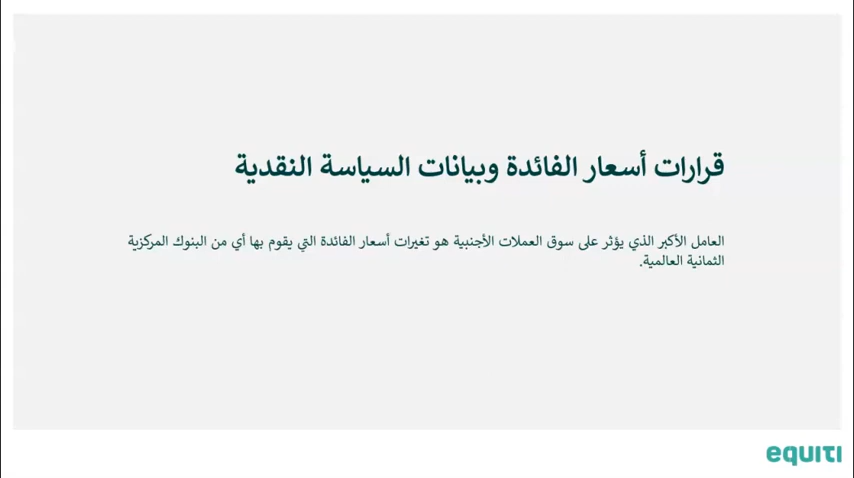 قرارات أسعار الفائدة وبيانات السياسة النقدية
العامل الأكبر الذي يؤثر على سوق العملات الأجنبية هو تغيرات أسعار الفائدة التي يقوم بها أي من البنوك المركزية
الثمانية العالمية.
equiti